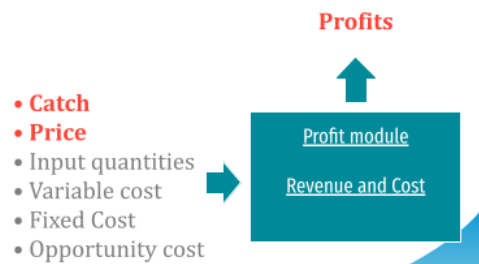 Profits
• Catch
• Price
• Input quantities
• Variable cost
• Fixed Cost
• Opportunity cost
Profit module
Revenue and Cost